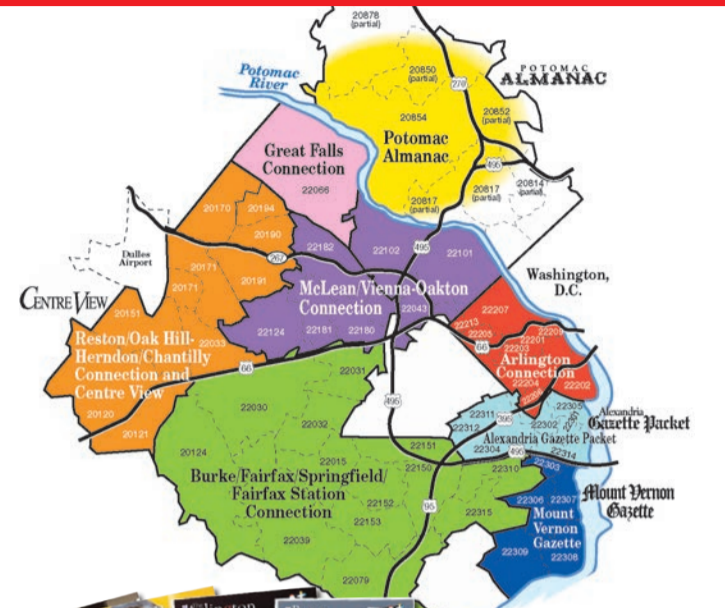 20878
(partial)
Potomac
River
20850
(partial)
270
POTOMAC
ALMANAC
20854
20852
(partial)
Potomac
Almanac
Great Falls
Connection
22066
495
20817
(partial)
20814
(partial)
20817
(partial)
20170
20194
20190
22182
22102
495
22101
Dulles
Airport
267
20171
20171
20191
McLean/Vienna-Oakton
Connection
22043
22124
22181
22180
Washington,
D.C.
CENTRE VIEW
20151
22033
Reston/Oak Hill-
Herndon/Chantilly
Connection and
Centre View
20120
20121
66
22207
22213
22205
22201
22203
66
Arlington
Connection
22204
22202
22206
22031
22030
22032
495
22311
22312
395
22305
22302
22301
22304
495
22314
Alexandria
Gazette Packet
Alexandria Gazette Packet
20124
22015
22151
22150
22310
22303
Burke/Fairfax/Springfield/
Fairfax Station
Connection
22152
22153
95
22315
22039
22079
22306
22307
Mount Vernon
Gazette
Mount
Vernon
Gazette
22309
22308